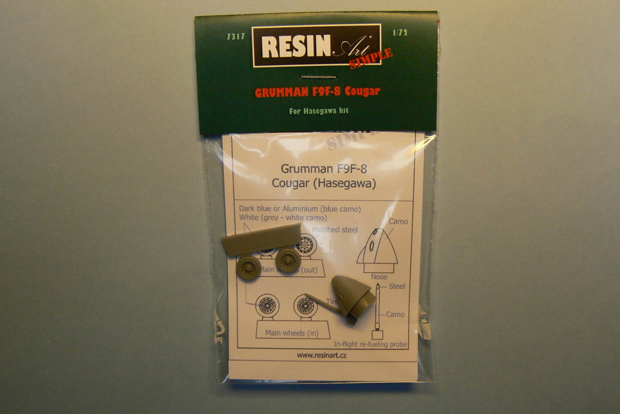 7317
1/72
RESIN Art
SIMPLE
GRUMMAN F9F-8 Cougar
For Hasegawa kit
SIMPLE
Grumman F9F-8
Cougar (Hasegawa)
Dark blue or Aluminium (blue camo)
White (grey - white camo)
Polished steel
Camo
Main wheels (out)
Nose
Steel
Camo
Main wheels (in)
In-flight re-fueling probe
www.resinart.cz